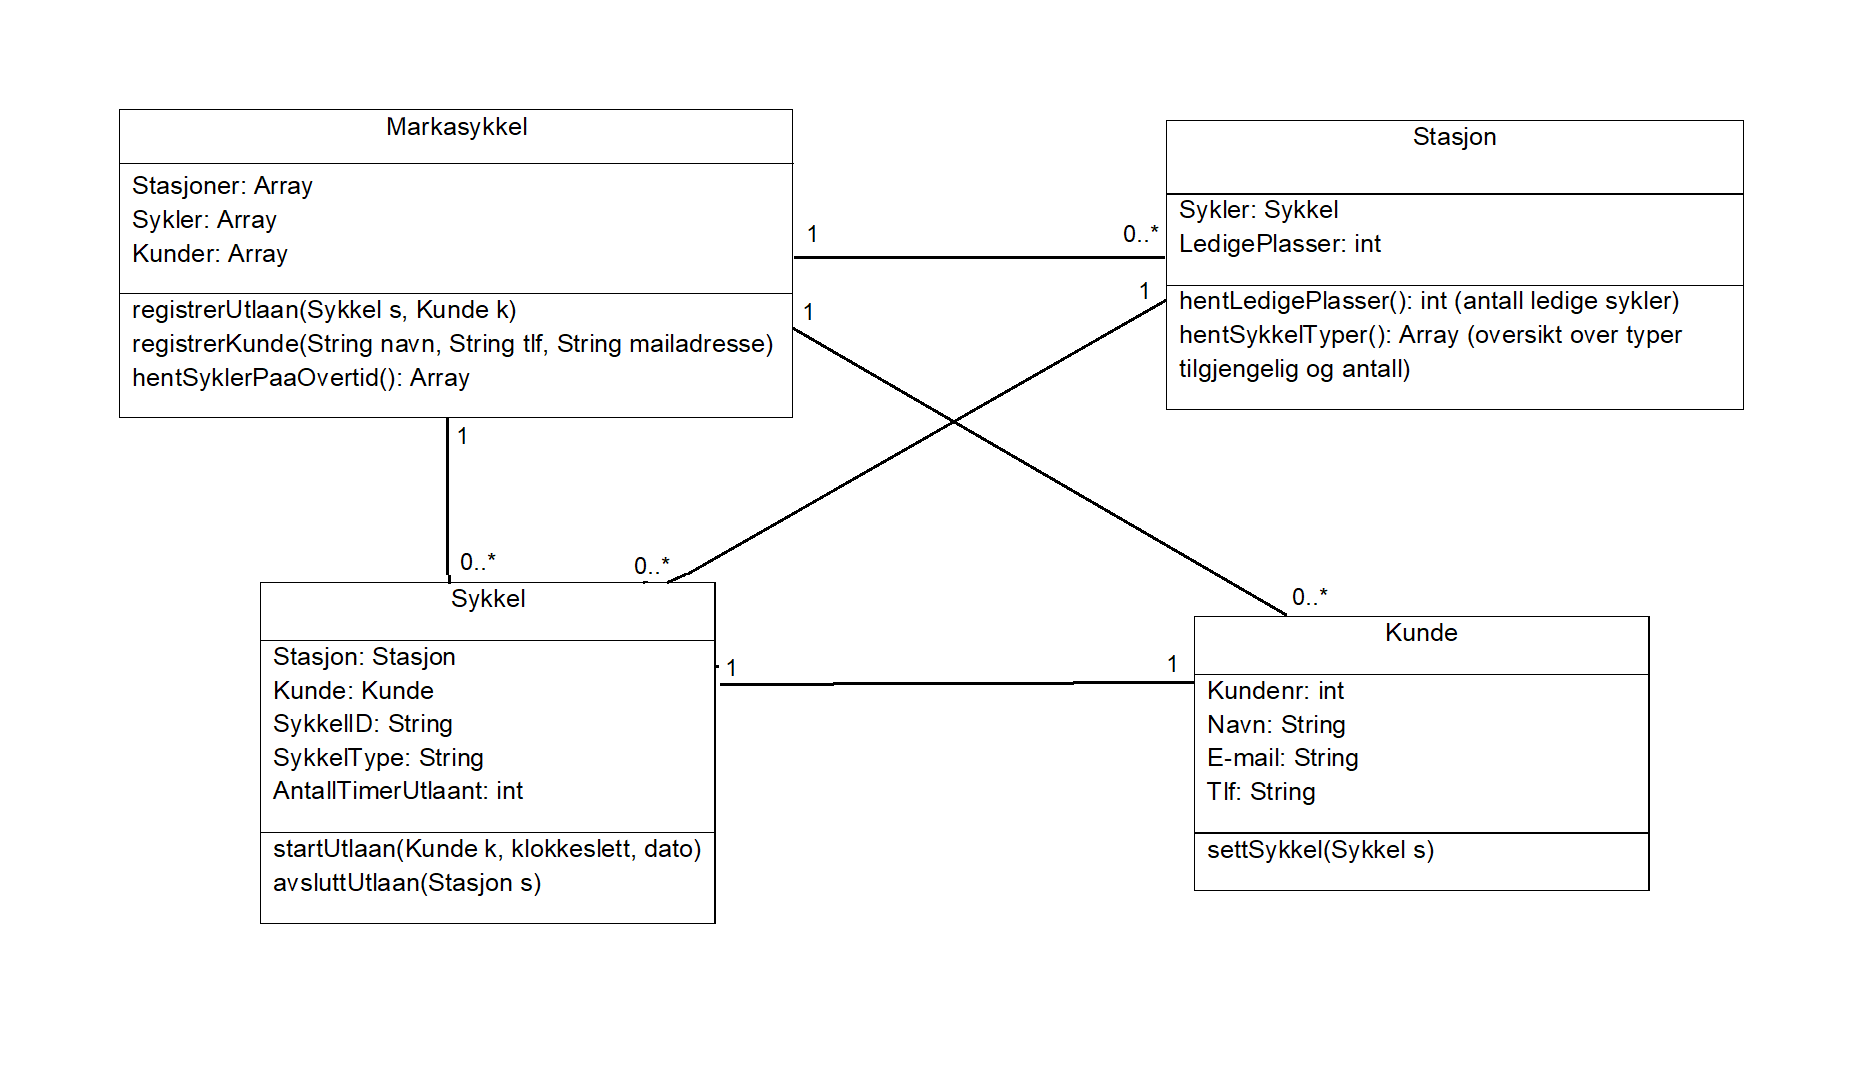 Markasykkel
Stasjoner: Array
Sykler: Array
Kunder: Array
registrerUtlaan(Sykkel s, Kunde k)
registrerKunde(String navn, String tlf, String mailadresse)
hentSyklerPaaOvertid(): Array
Stasjon
Sykler: Sykkel
LedigePlasser: int
hentLedigePlasser(): int (antall ledige sykler)
hentSykkelTyper(): Array (oversikt over typer
tilgjengelig og antall)
1
0..*
1
1
1
0..*
0..*
0..*
Sykkel
Stasjon: Stasjon
Kunde: Kunde
SykkelID: String
SykkelType: String
AntallTimerUtlaant: int
startUtlaan(Kunde k, klokkeslett, dato)
avsluttUtlaan(Stasjon s)
1
1
Kunde
Kundenr: int
Navn: String
E-mail: String
Tlf: String
settSykkel(Sykkel s)